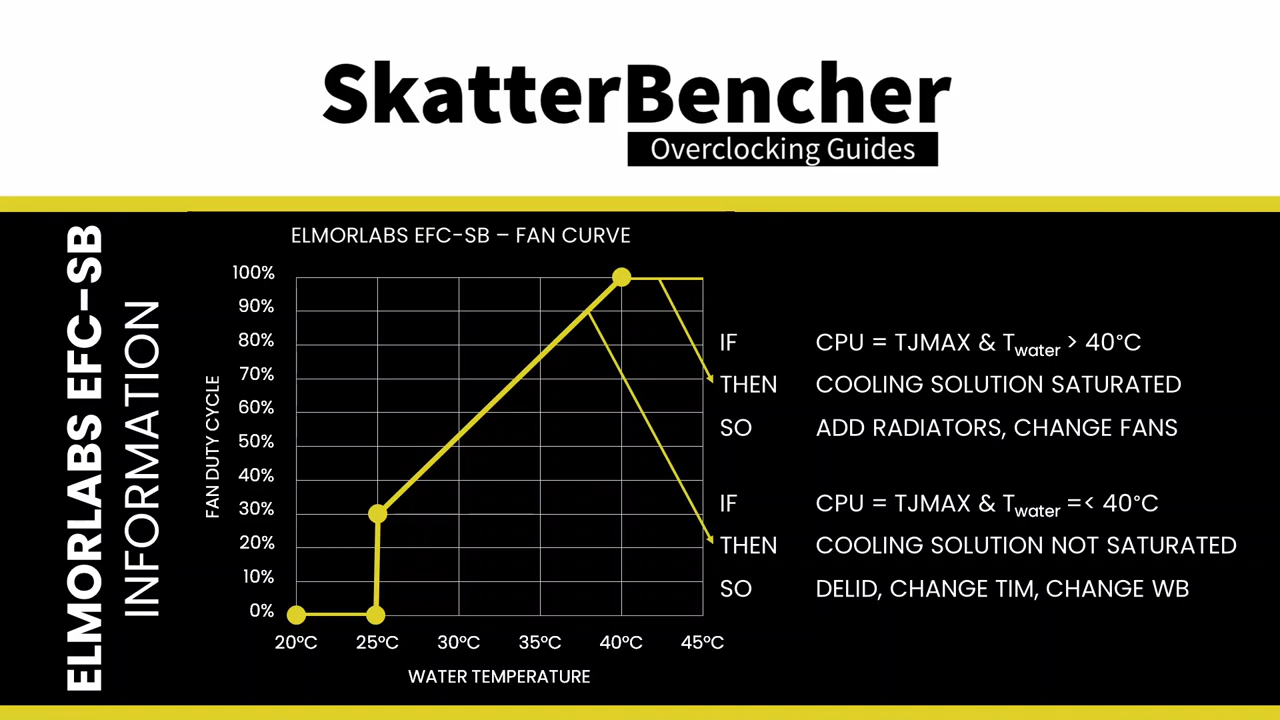 SkatterBencher
Overclocking Guides
ELMORLABS EFC-SB
INFORMATION
ELMORLABS EFC-SB – FAN CURVE
FAN DUTY CYCLE
100%
90%
80%
70%
60%
50%
40%
30%
20%
10%
0%
20°C 25°C 30°C 35°C 40°C 45°C
WATER TEMPERATURE
IF CPU = TJMAX & Twater > 40°C
THEN COOLING SOLUTION SATURATED
SO ADD RADIATORS, CHANGE FANS
IF CPU = TJMAX & Twater =< 40°C
THEN COOLING SOLUTION NOT SATURATED
SO DELID, CHANGE TIM, CHANGE WB